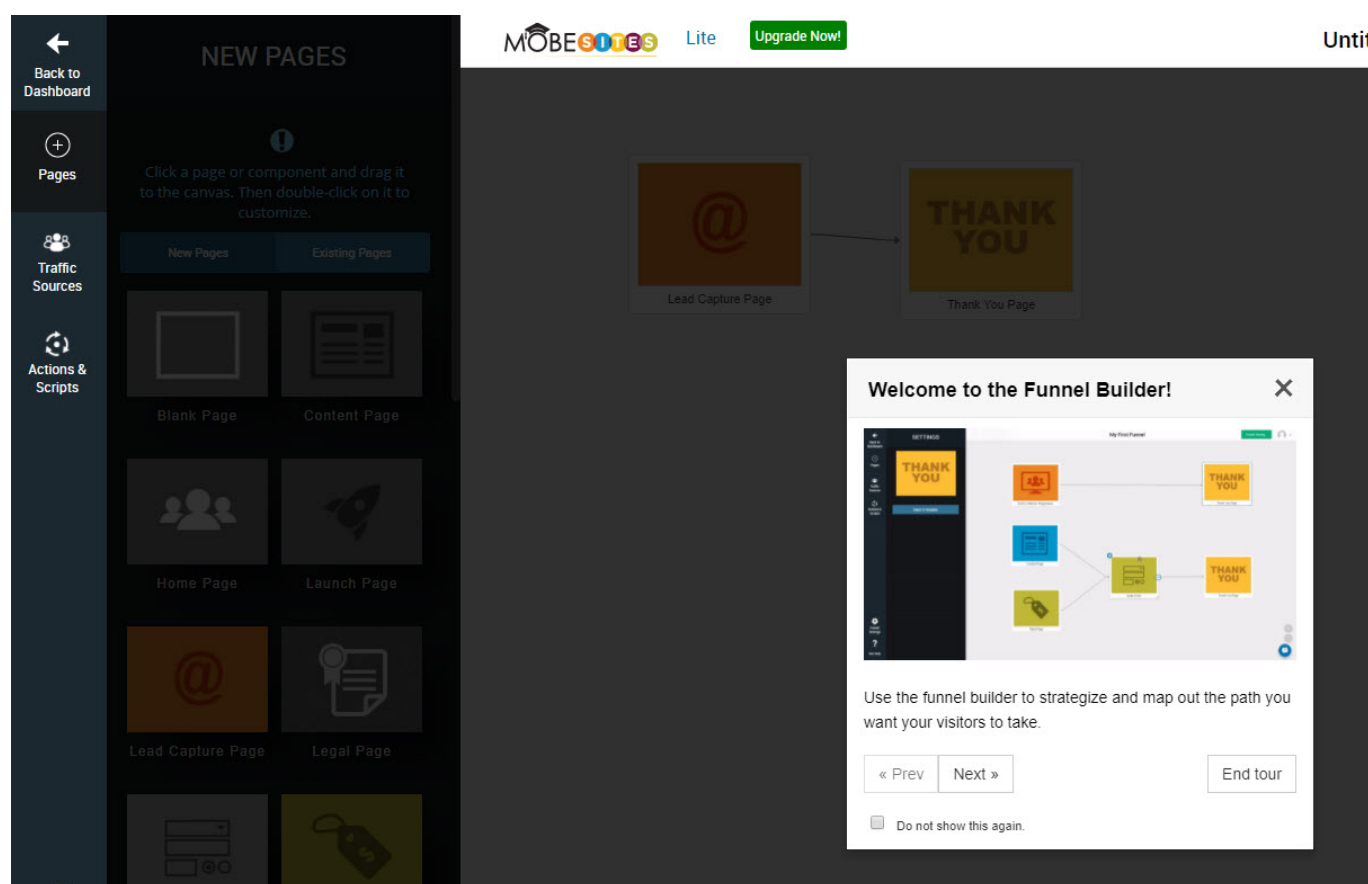 Back to
Dashboard
Pages
Traffic
Sources
Actions &
Scripts
NEW PAGES
Click a page or component and drag it
to the canvas. Then double-click on it to
customize.
New Pages
Existing Pages
Blank Page
Content Page
Home Page
Launch Page
@
Lead Capture Page
Legal Page
$
MOBESITES
Lite
Upgrade Now!
Untit
@
Lead Capture Page
THANK
YOU
Thank You Page
Welcome to the Funnel Builder!
SETTINGS
My First Funnel
THANK
YOU
THANK
YOU
THANK
YOU
Use the funnel builder to strategize and map out the path you
want your visitors to take.
« Prev
Next »
End tour
Do not show this again.